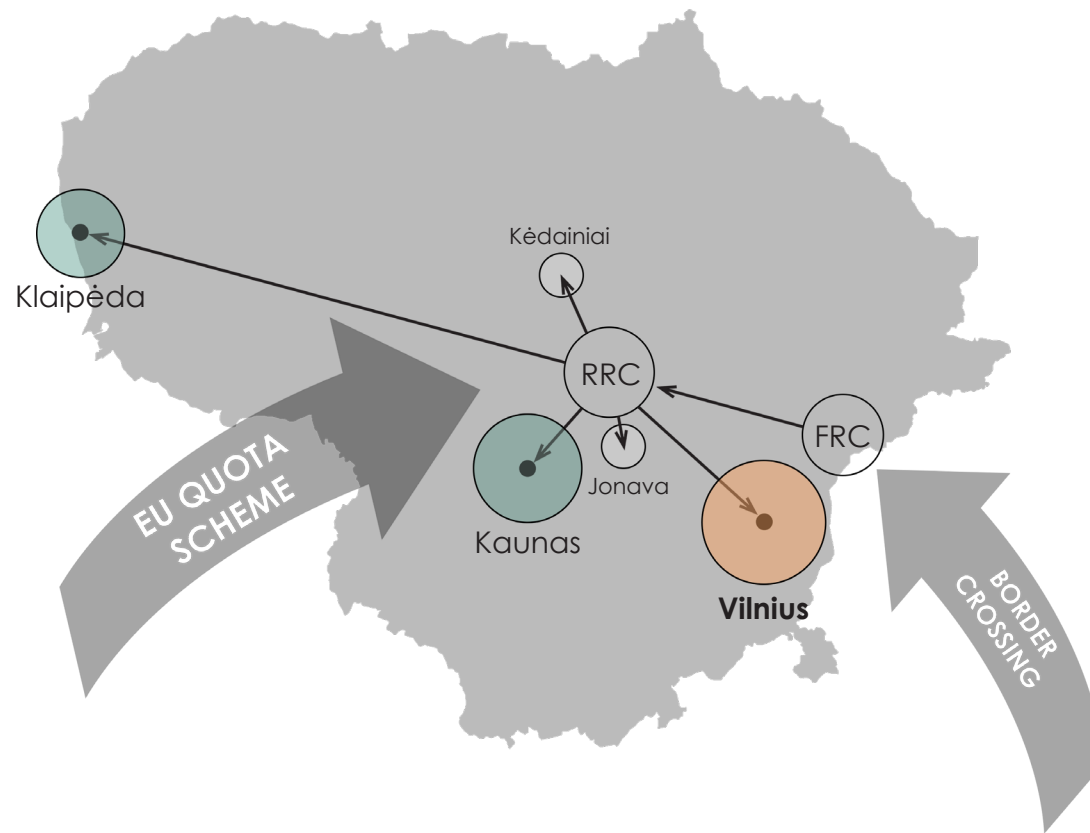 Kėdainiai
Klaipėda
RRC
FRC
EU QUOTA
SCHEME
Jonava
Kaunas
Vilnius
BORDER
CROSSING